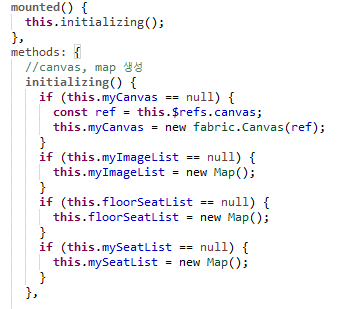 mounted() {
this.initializing();
},
methods: {
//canvas, map 생성
initializing() {
if (this.myCanvas == null) {
const ref = this.$refs.canvas;
this.myCanvas = new fabric.Canvas(ref);
}
if (this.myImageList == null) {
this.myImageList = new Map();
}
if (this.floorSeatList == null) {
this.floorSeatList = new Map();
}
if (this.mySeatList == null) {
this.mySeatList = new Map();
}
},